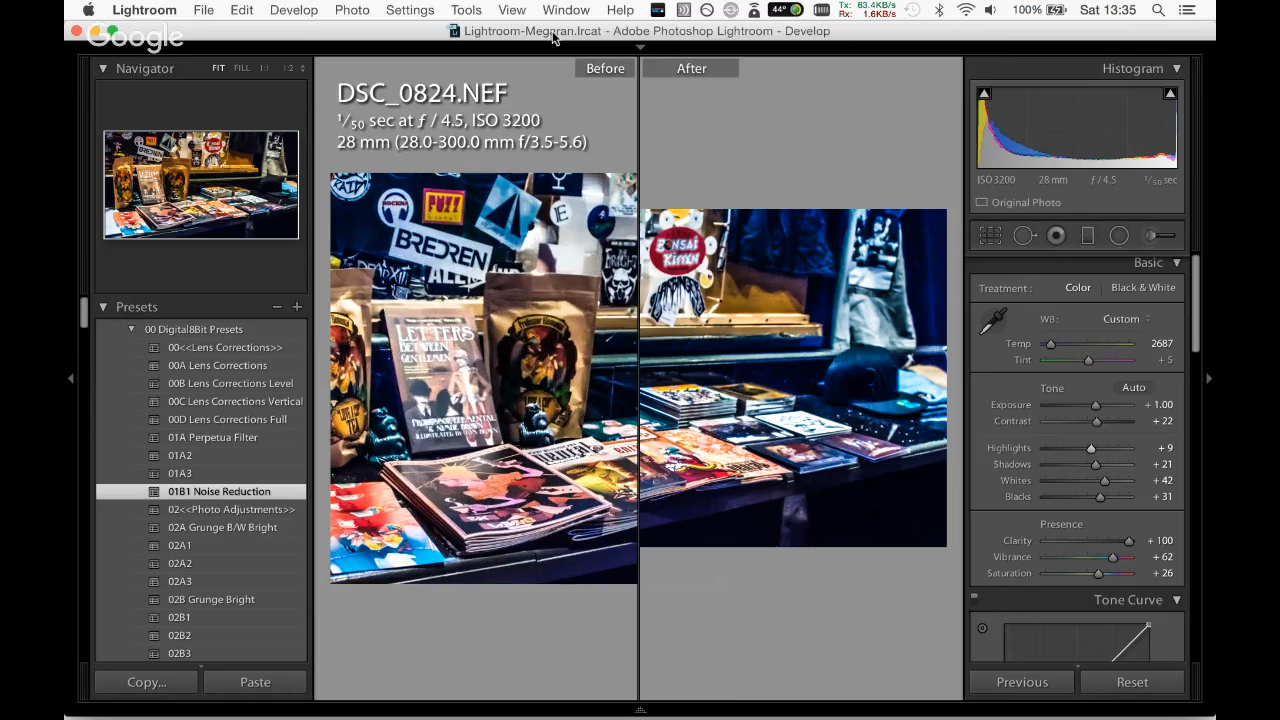 Lightroom File Edit Develop Photo Settings Tools View Window Help 44° Tx: 63.4KB/s Rx: 1.6KB/s 100% Sat 13:35
Google
Lightroom-Megaran.lrcat - Adobe Photoshop Lightroom - Develop
Navigator FIT FILL 1:1 1:2
Before
After
Histogram
DSC_0824.NEF
1/50 sec at ƒ / 4.5, ISO 3200
28 mm (28.0-300.0 mm f/3.5-5.6)
ISO 3200 28 mm ƒ / 4.5 1/50 sec
Original Photo
Presets
00 Digital8Bit Presets
00<<Lens Corrections>>
00A Lens Corrections
00B Lens Corrections Level
00C Lens Corrections Vertical
00D Lens Corrections Full
01A Perpetua Filter
01A2
01A3
01B1 Noise Reduction
02<<Photo Adjustments>>
02A Grunge B/W Bright
02A1
02A2
02A3
02B Grunge Bright
02B1
02B2
02B3
Copy...
Paste
BREDREN
LETTERS
BETWEEN
GENTLEMEN
PROFESSOR ELEMENTAL
BONSAI
KITTEN
Basic
Treatment : Color Black & White
WB: Custom
Temp 2687
Tint + 5
Tone Auto
Exposure + 1.00
Contrast + 22
Highlights + 9
Shadows + 21
Whites + 42
Blacks + 31
Presence
Clarity + 100
Vibrance + 62
Saturation + 26
Tone Curve
Previous
Reset